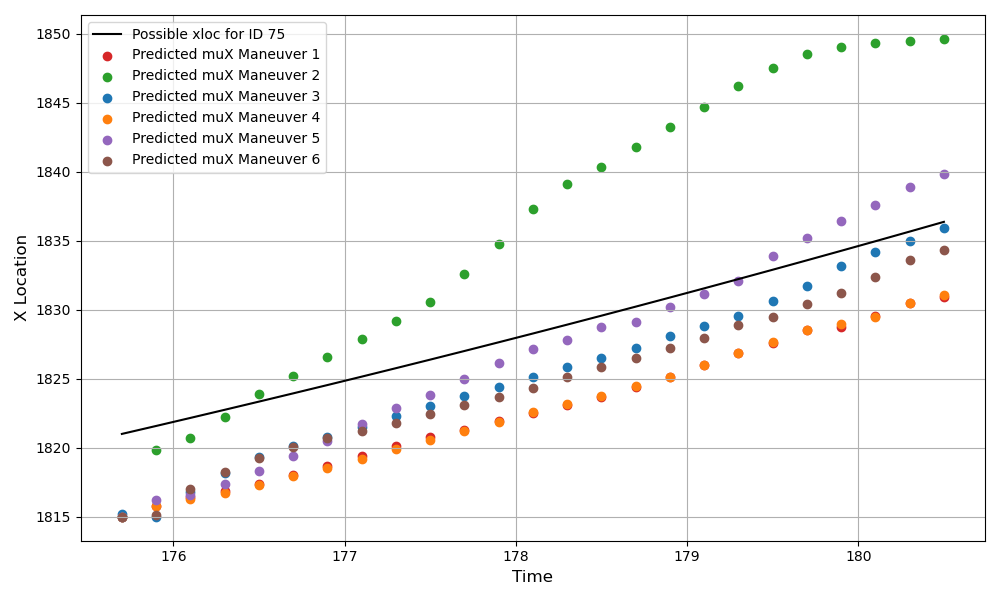 Possible xloc for ID 75
Predicted muX Maneuver 1
Predicted muX Maneuver 2
Predicted muX Maneuver 3
Predicted muX Maneuver 4
Predicted muX Maneuver 5
Predicted muX Maneuver 6
X Location
1850
1845
1840
1835
1830
1825
1820
1815
176 177 178 179 180
Time